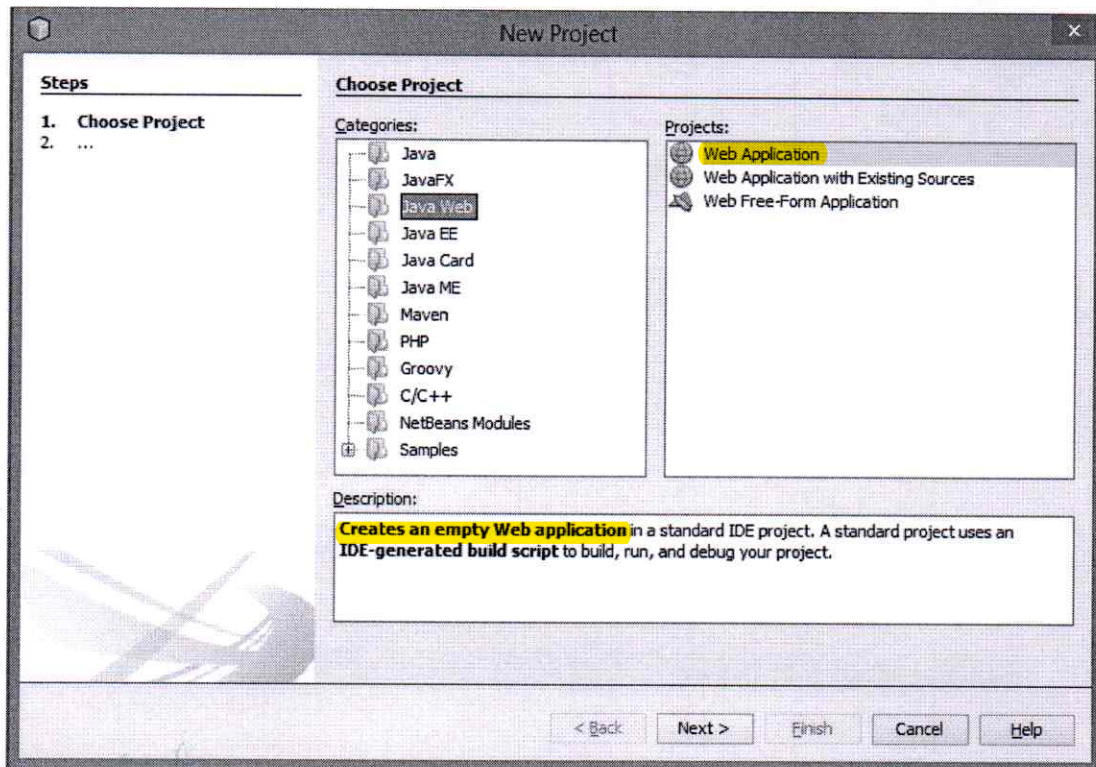 New Project
Steps
1. Choose Project
2. ...
Choose Project
Categories:
Java
JavaFX
Java Web
Java EE
Java Card
Java ME
Maven
PHP
Groovy
C/C++
NetBeans Modules
Samples
Projects:
Web Application
Web Application with Existing Sources
Web Free-Form Application
Description:
Creates an empty Web application in a standard IDE project. A standard project uses an
IDE-generated build script to build, run, and debug your project.
< Back
Next >
Finish
Cancel
Help